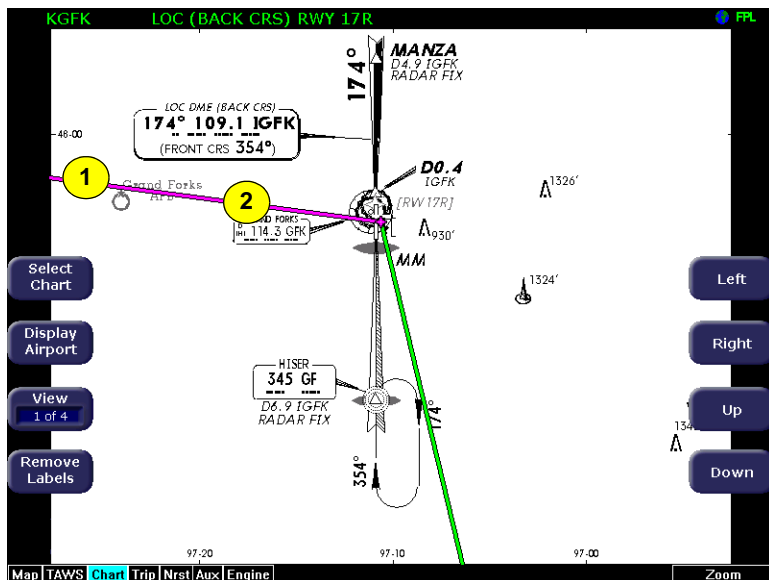 KGFK LOC (BACK CRS) RWY 17R FPL
MANZA
D4.9 IGFK
RADAR FIX
174°
LOC DME (BACK CRS)
174° 109.1 IGFK
(FRONT CRS 354°)
48-00
D0.4
IGFK
1
Grand Forks
AFB
2
1326'
[RW 17R]
114.3 GFK
930'
MM
Select
Chart
Left
1324'
Display
Airport
Right
HISER
345 GF
D6.9 IGFK
RADAR FIX
174°
View
1 of 4
Up
Remove
Labels
354°
Down
97-20
97-10
97-00
Map TAWS Chart Trip Nrst Aux Engine Zoom